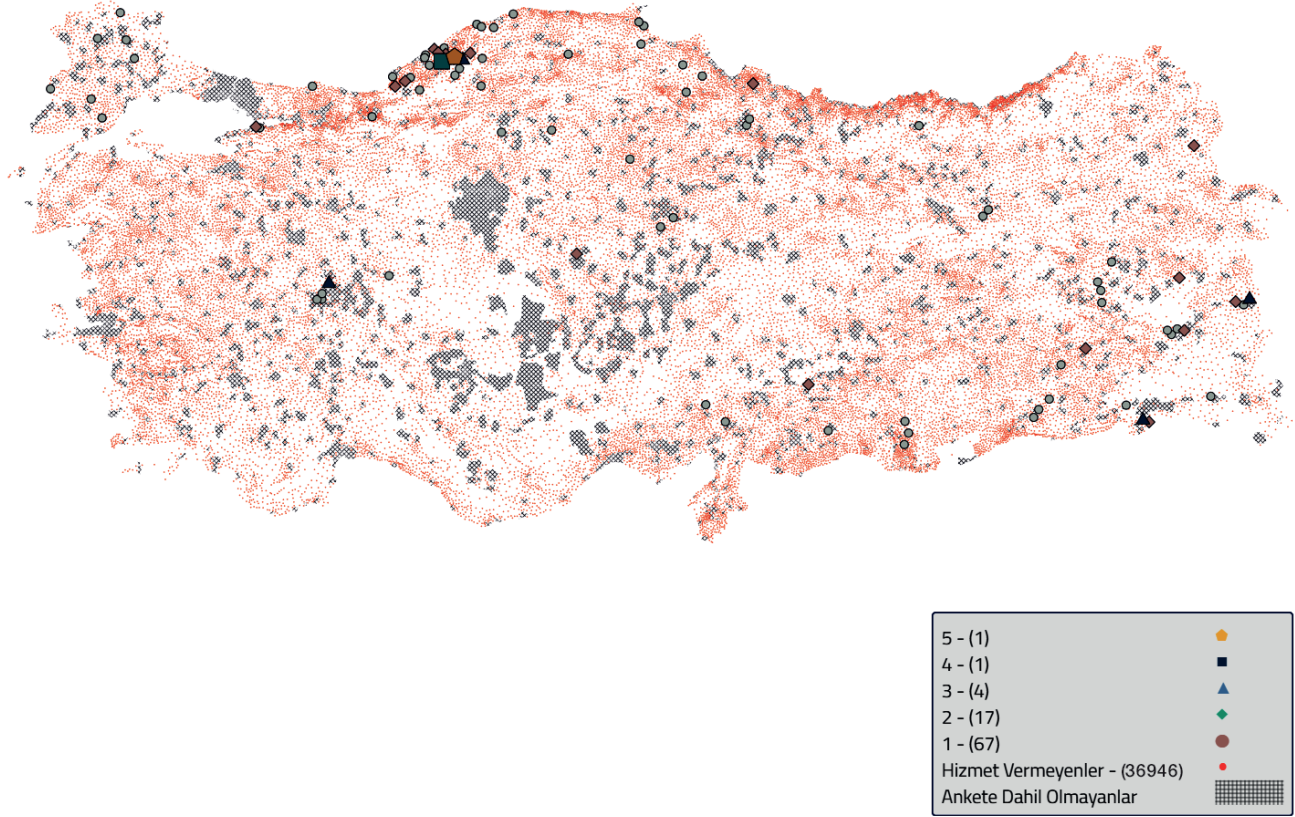 5 - (1)
4 - (1)
3 - (4)
2 - (17)
1 - (67)
Hizmet Vermeyenler - (36946)
Ankete Dahil Olmayanlar